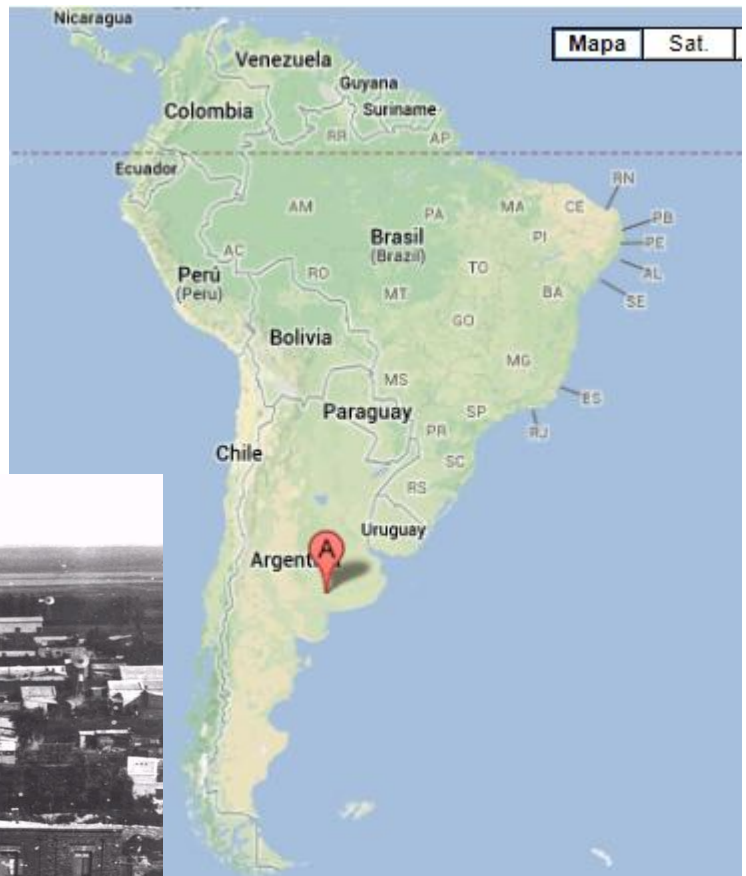 Nicaragua
Mapa Sat.
Venezuela
Guyana
Colombia
Suriname
RR
AP
Ecuador
RN
AM
PA
MA
CE
PB
Brasil
(Brazil)
PI
PE
AC
RO
TO
AL
Perú
(Peru)
MT
BA
SE
GO
Bolivia
MG
MS
ES
Paraguay
SP
PR
RJ
Chile
SC
RS
Uruguay
A
Argent